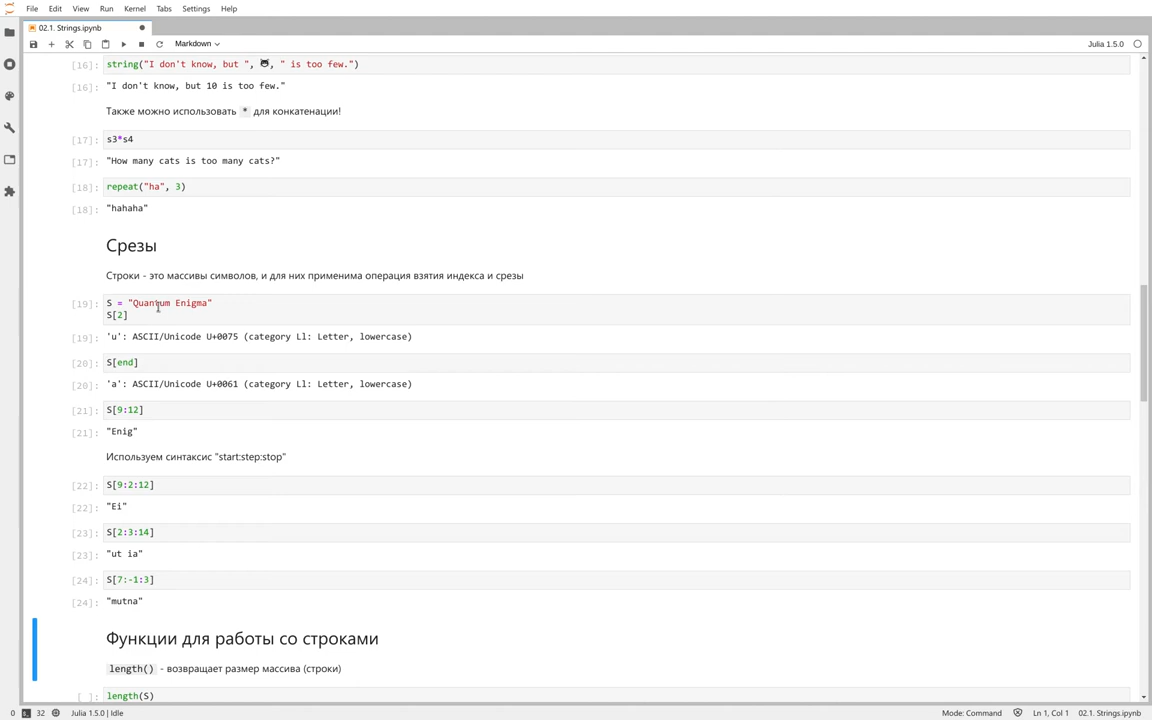 File Edit View Run Kernel Tabs Settings Help
02.1. Strings.ipynb
Markdown
Julia 1.5.0
[16]: string("I don't know, but ", 😼, " is too few.")
[16]: "I don't know, but 10 is too few."
Также можно использовать * для конкатенации!
[17]: s3*s4
[17]: "How many cats is too many cats?"
[18]: repeat("ha", 3)
[18]: "hahaha"
Срезы
Строки - это массивы символов, и для них применима операция взятия индекса и срезы
[19]: S = "Quantum Enigma"
S[2]
[19]: 'u': ASCII/Unicode U+0075 (category Ll: Letter, lowercase)
[20]: S[end]
[20]: 'a': ASCII/Unicode U+0061 (category Ll: Letter, lowercase)
[21]: S[9:12]
[21]: "Enig"
Используем синтаксис "start:step:stop"
[22]: S[9:2:12]
[22]: "Ei"
[23]: S[2:3:14]
[23]: "ut ia"
[24]: S[7:-1:3]
[24]: "mutna"
Функции для работы со строками
length() - возвращает размер массива (строки)
[ ]: length(S)
0 32 Julia 1.5.0 | Idle Mode: Command Ln 1, Col 1 02.1. Strings.ipynb